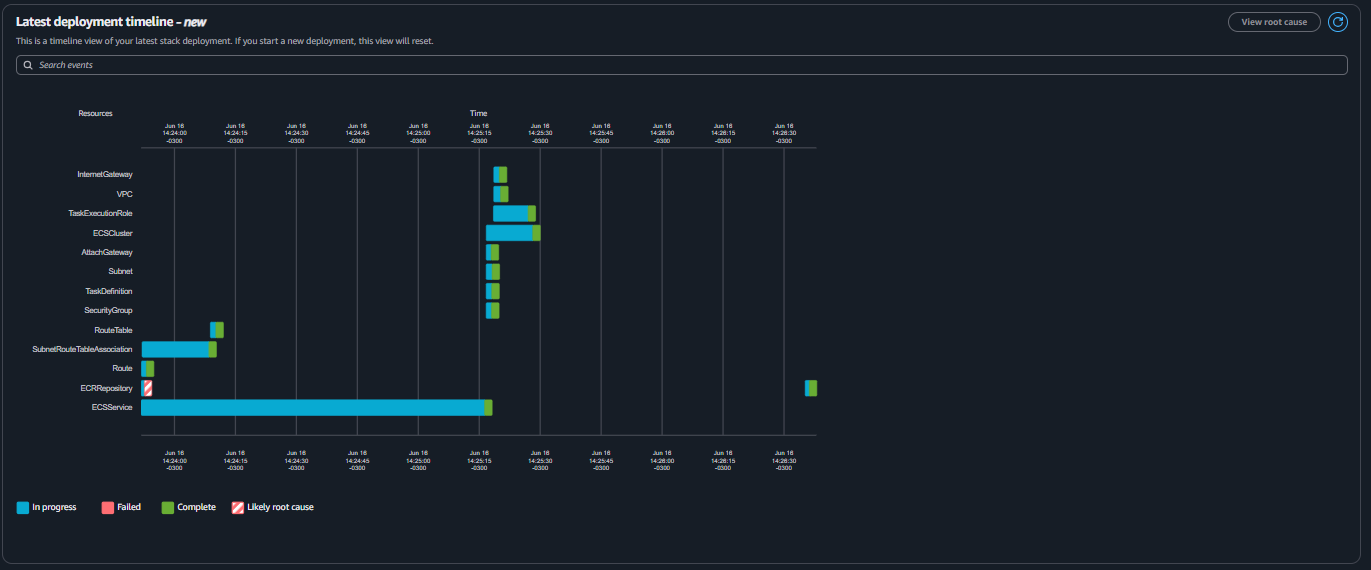 Latest deployment timeline - new
View root cause
This is a timeline view of your latest stack deployment. If you start a new deployment, this view will reset.
Search events
Resources
Time
Jun 16 Jun 16 Jun 16 Jun 16 Jun 16 Jun 16 Jun 16 Jun 16 Jun 16 Jun 16 Jun 16
14:24:00 14:24:15 14:24:30 14:24:45 14:25:00 14:25:15 14:25:30 14:25:45 14:26:00 14:26:15 14:26:30
-0300 -0300 -0300 -0300 -0300 -0300 -0300 -0300 -0300 -0300 -0300
InternetGateway
VPC
TaskExecutionRole
ECSCluster
AttachGateway
Subnet
TaskDefinition
SecurityGroup
RouteTable
SubnetRouteTableAssociation
Route
ECRRepository
ECSService
Jun 16 Jun 16 Jun 16 Jun 16 Jun 16 Jun 16 Jun 16 Jun 16 Jun 16 Jun 16 Jun 16
14:24:00 14:24:15 14:24:30 14:24:45 14:25:00 14:25:15 14:25:30 14:25:45 14:26:00 14:26:15 14:26:30
-0300 -0300 -0300 -0300 -0300 -0300 -0300 -0300 -0300 -0300 -0300
In progress
Failed
Complete
Likely root cause